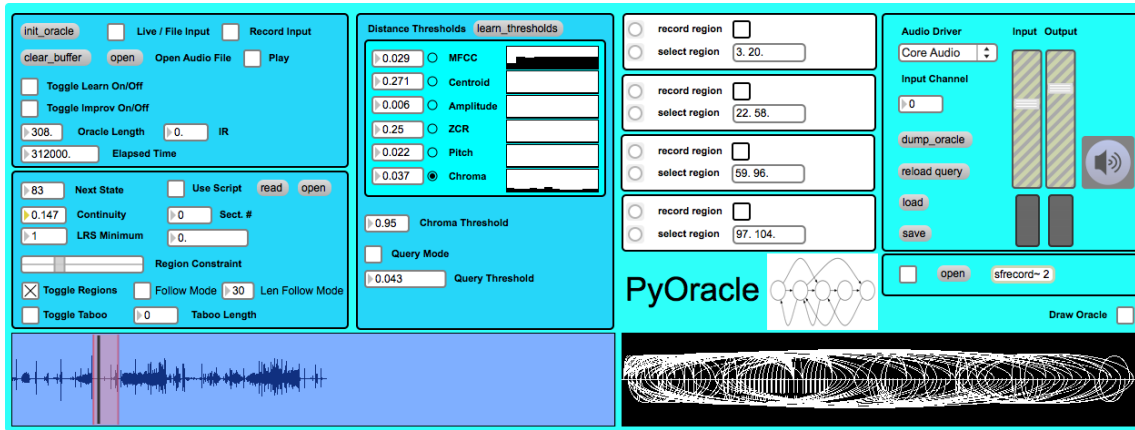 init_oracle Live / File Input Record Input
clear_buffer open Open Audio File Play
Toggle Learn On/Off
Toggle Improv On/Off
308. Oracle Length 0. IR
312000. Elapsed Time
83 Next State Use Script read open
0.147 Continuity 0 Sect. #
1 LRS Minimum 0.
Region Constraint
Toggle Regions Follow Mode 30 Len Follow Mode
Toggle Taboo 0 Taboo Length
Distance Thresholds learn_thresholds
0.029 MFCC
0.271 Centroid
0.006 Amplitude
0.25 ZCR
0.022 Pitch
0.037 Chroma
0.95 Chroma Threshold
Query Mode
0.043 Query Threshold
record region
select region 3. 20.
record region
select region 22. 58.
record region
select region 59. 96.
record region
select region 97. 104.
PyOracle
Audio Driver Input Output
Core Audio
Input Channel
0
dump_oracle
reload query
load
save
open sfrecord~ 2
Draw Oracle